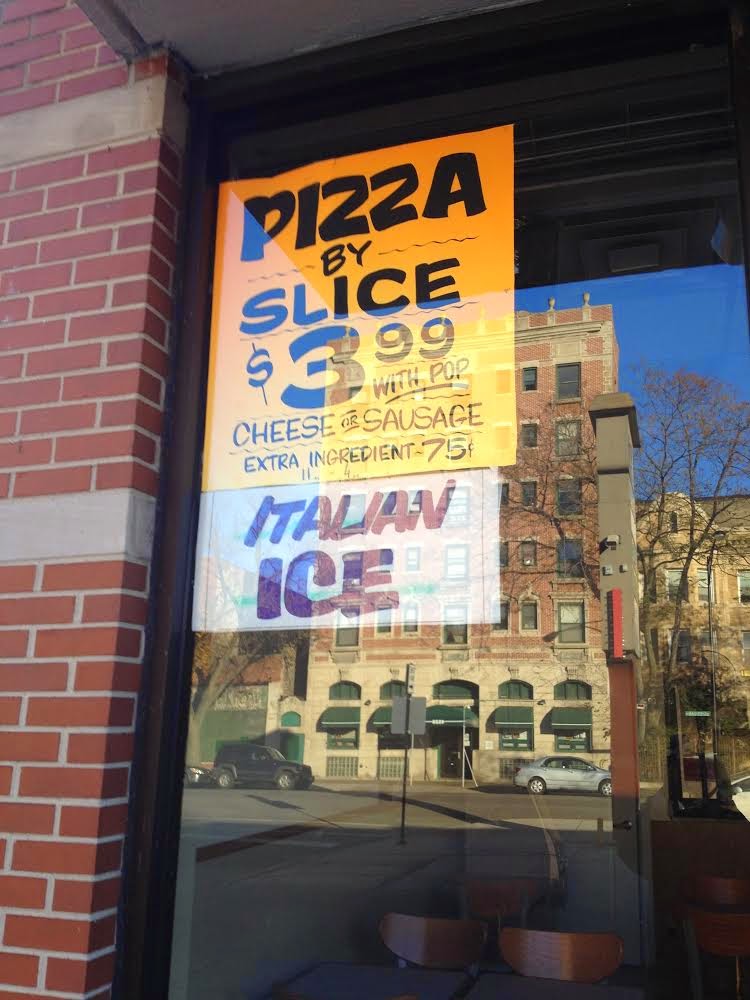 PIZZA
BY
SLICE
$3.99
WITH POP
CHEESE OR SAUSAGE
EXTRA INGREDIENT-75¢
ITALIAN
ICE